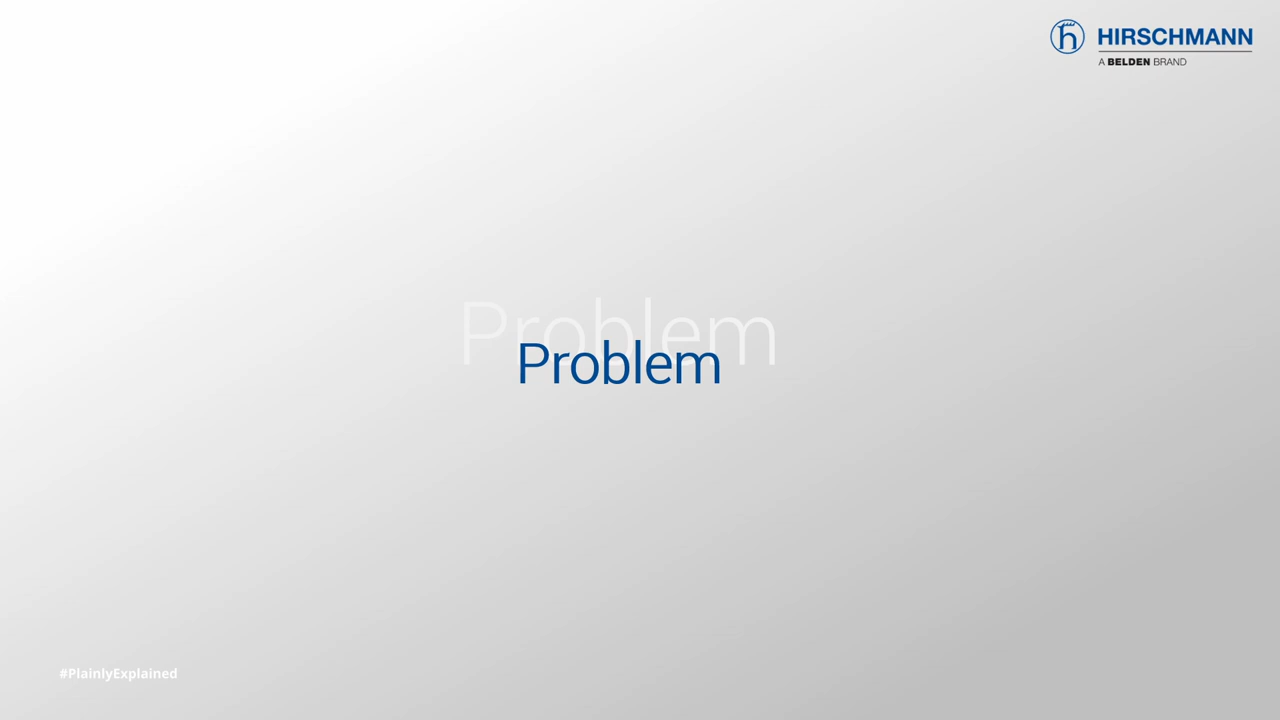 HIRSCHMANN
A BELDEN BRAND
Problem
Problem
#PlainlyExplained